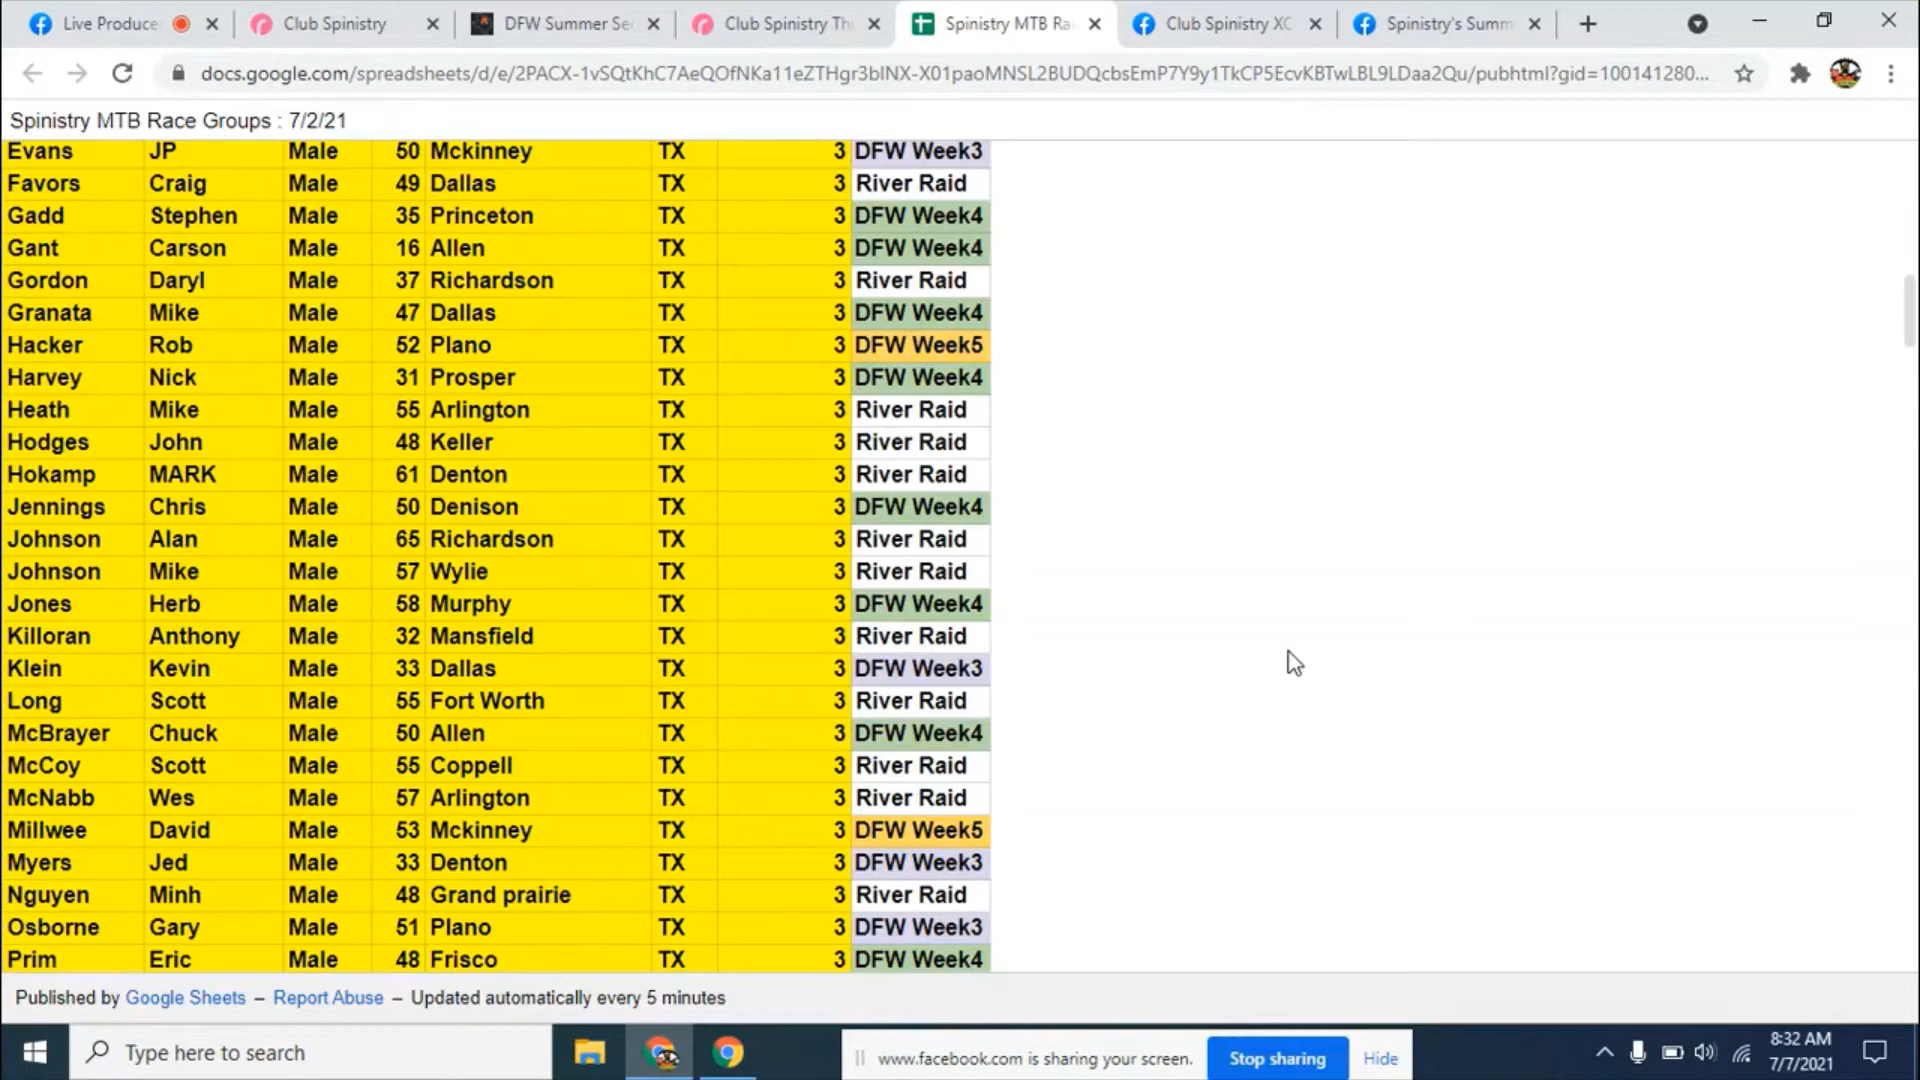 Live Produce
Club Spinistry
DFW Summer Se
Club Spinistry Th
Spinistry MTB Ra
Club Spinistry XC
Spinistry's Summ
docs.google.com/spreadsheets/d/e/2PACX-1vSQtKhC7AeQOfNKa11eZTHgr3blNX-X01paoMNSL2BUDQcbsEmP7Y9y1TkCP5EcvKBTwLBL9LDaa2Qu/pubhtml?gid=100141280...
Spinistry MTB Race Groups : 7/2/21
Evans JP Male 50 Mckinney TX 3 DFW Week3
Favors Craig Male 49 Dallas TX 3 River Raid
Gadd Stephen Male 35 Princeton TX 3 DFW Week4
Gant Carson Male 16 Allen TX 3 DFW Week4
Gordon Daryl Male 37 Richardson TX 3 River Raid
Granata Mike Male 47 Dallas TX 3 DFW Week4
Hacker Rob Male 52 Plano TX 3 DFW Week5
Harvey Nick Male 31 Prosper TX 3 DFW Week4
Heath Mike Male 55 Arlington TX 3 River Raid
Hodges John Male 48 Keller TX 3 River Raid
Hokamp MARK Male 61 Denton TX 3 River Raid
Jennings Chris Male 50 Denison TX 3 DFW Week4
Johnson Alan Male 65 Richardson TX 3 River Raid
Johnson Mike Male 57 Wylie TX 3 River Raid
Jones Herb Male 58 Murphy TX 3 DFW Week4
Killoran Anthony Male 32 Mansfield TX 3 River Raid
Klein Kevin Male 33 Dallas TX 3 DFW Week3
Long Scott Male 55 Fort Worth TX 3 River Raid
McBrayer Chuck Male 50 Allen TX 3 DFW Week4
McCoy Scott Male 55 Coppell TX 3 River Raid
McNabb Wes Male 57 Arlington TX 3 River Raid
Millwee David Male 53 Mckinney TX 3 DFW Week5
Myers Jed Male 33 Denton TX 3 DFW Week3
Nguyen Minh Male 48 Grand prairie TX 3 River Raid
Osborne Gary Male 51 Plano TX 3 DFW Week3
Prim Eric Male 48 Frisco TX 3 DFW Week4
Published by Google Sheets – Report Abuse – Updated automatically every 5 minutes
Type here to search
www.facebook.com is sharing your screen.
Stop sharing
Hide
8:32 AM
7/7/2021